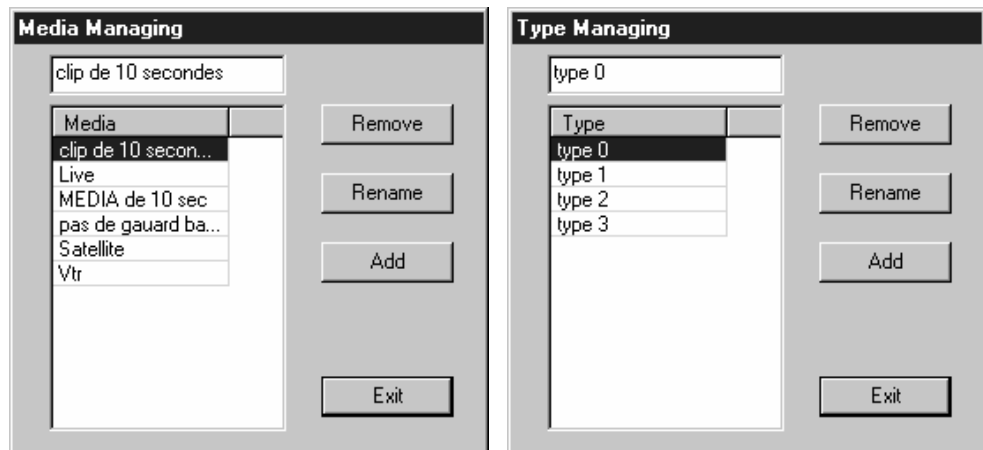 Media Managing
clip de 10 secondes
Media
clip de 10 secon...
Live
MEDIA de 10 sec
pas de gauard ba...
Satellite
Vtr
Remove
Rename
Add
Exit
Type Managing
type 0
Type
type 0
type 1
type 2
type 3
Remove
Rename
Add
Exit